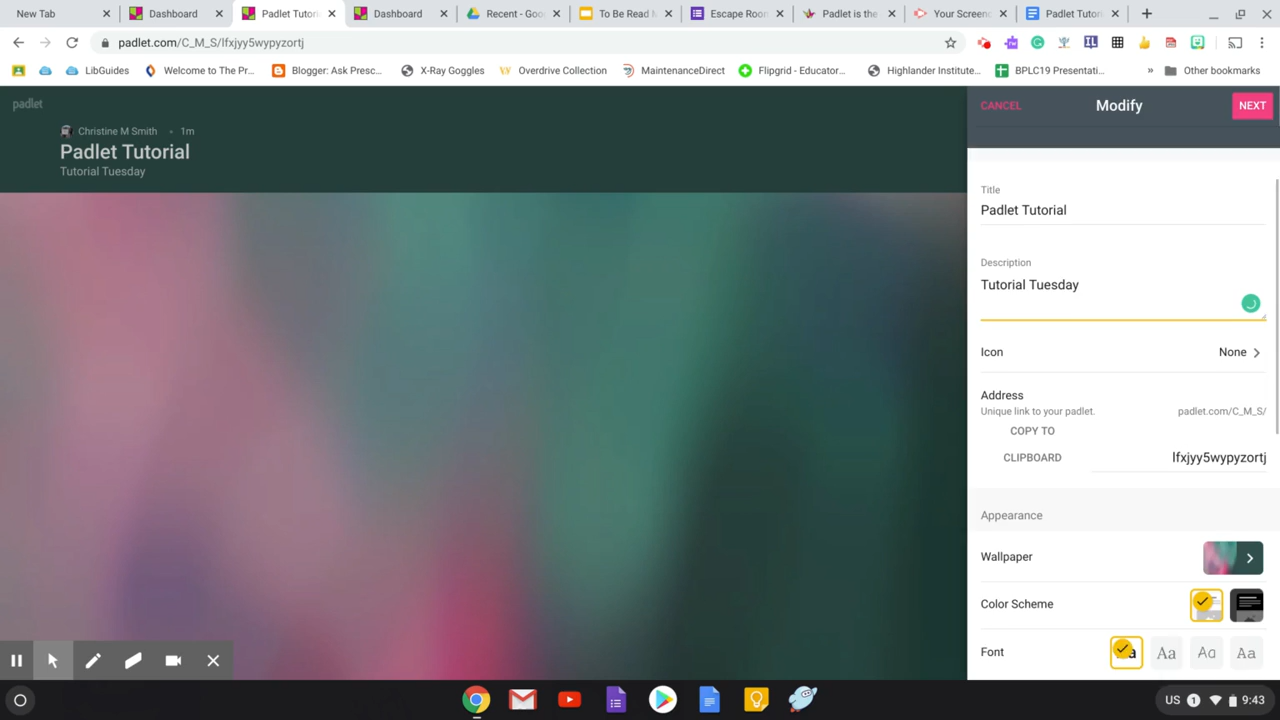 New Tab
Dashboard
Padlet Tutori
Dashboard
Recent - Goo
To Be Read M
Escape Room
Padlet is the
Your Screenc
Padlet Tutori
padlet.com/C_M_S/lfxjyy5wypyzortj
LibGuides
Welcome to The Pr...
Blogger: Ask Presc...
X-Ray Goggles
Overdrive Collection
MaintenanceDirect
Flipgrid - Educator...
Highlander Institute...
BPLC19 Presentati...
»
Other bookmarks
padlet
Christine M Smith • 1m
Padlet Tutorial
Tutorial Tuesday
CANCEL
Modify
NEXT
Title
Padlet Tutorial
Description
Tutorial Tuesday
Icon
None
Address
Unique link to your padlet.
padlet.com/C_M_S/
COPY TO
CLIPBOARD
lfxjyy5wypyzortj
Appearance
Wallpaper
Color Scheme
Font
Aa Aa Aa
US 1 9:43